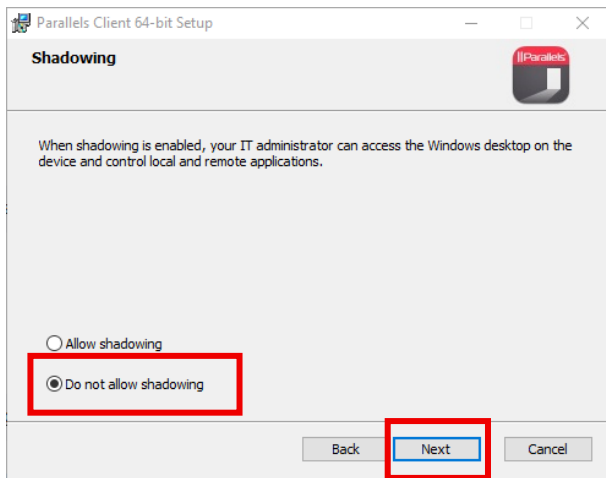 Parallels Client 64-bit Setup
Shadowing
||Parallels
When shadowing is enabled, your IT administrator can access the Windows desktop on the
device and control local and remote applications.
Allow shadowing
Do not allow shadowing
Back Next Cancel